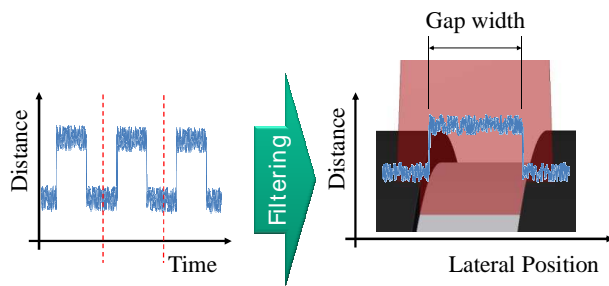 Gap width
Distance
Time
Filtering
Distance
Lateral Position